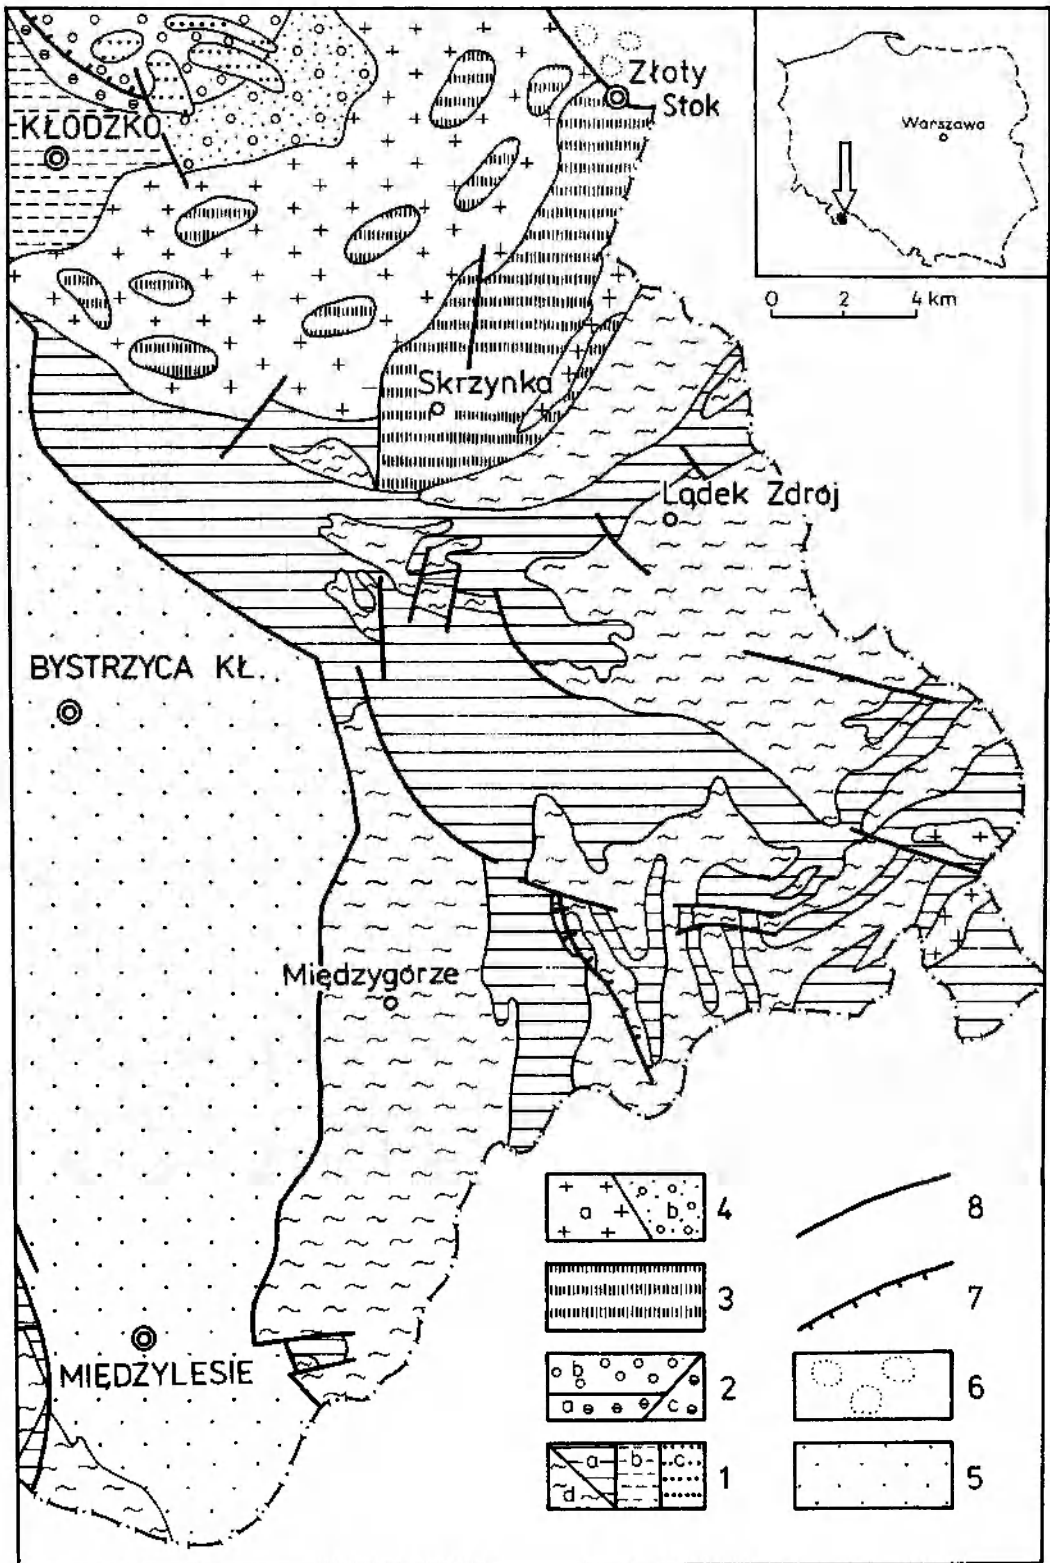 Złoty
Stok
KŁODZKO
Warszawa
0 2 4 km
Skrzynka
Lądek Zdrój
BYSTRZYCA KŁ.
Międzygórze
MIĘDZYLESIE
a b 4
8
3
7
b
a c 2
6
a b c
d 1
5